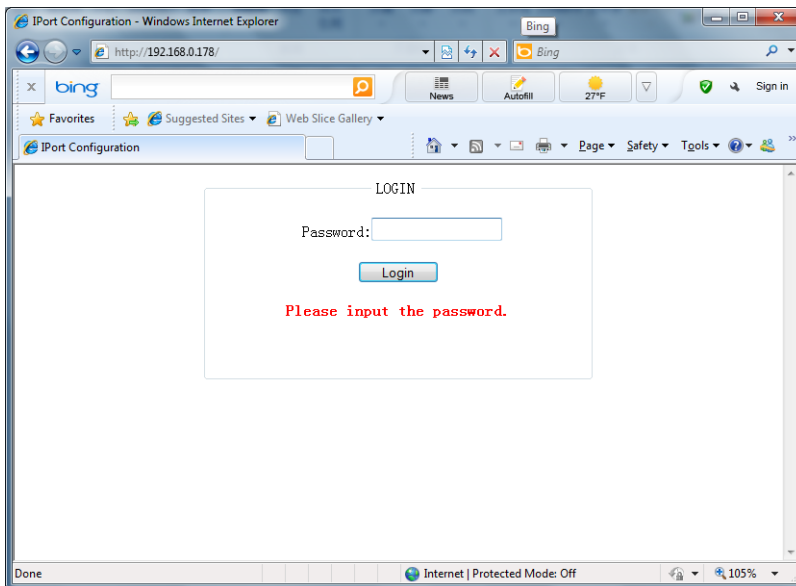 IPort Configuration - Windows Internet Explorer
Bing
http://192.168.0.178/
Bing
x bing News Autofill 27°F Sign in
Favorites Suggested Sites Web Slice Gallery
IPort Configuration Page Safety Tools »
LOGIN
Password:
Login
Please input the password.
Done Internet | Protected Mode: Off 105%